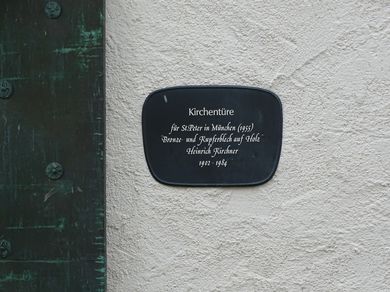 Kirchentüre
für St.Peter in München (1955)
Bronze- und Kupferblech auf Holz
Heinrich Kirchner
1902 - 1984